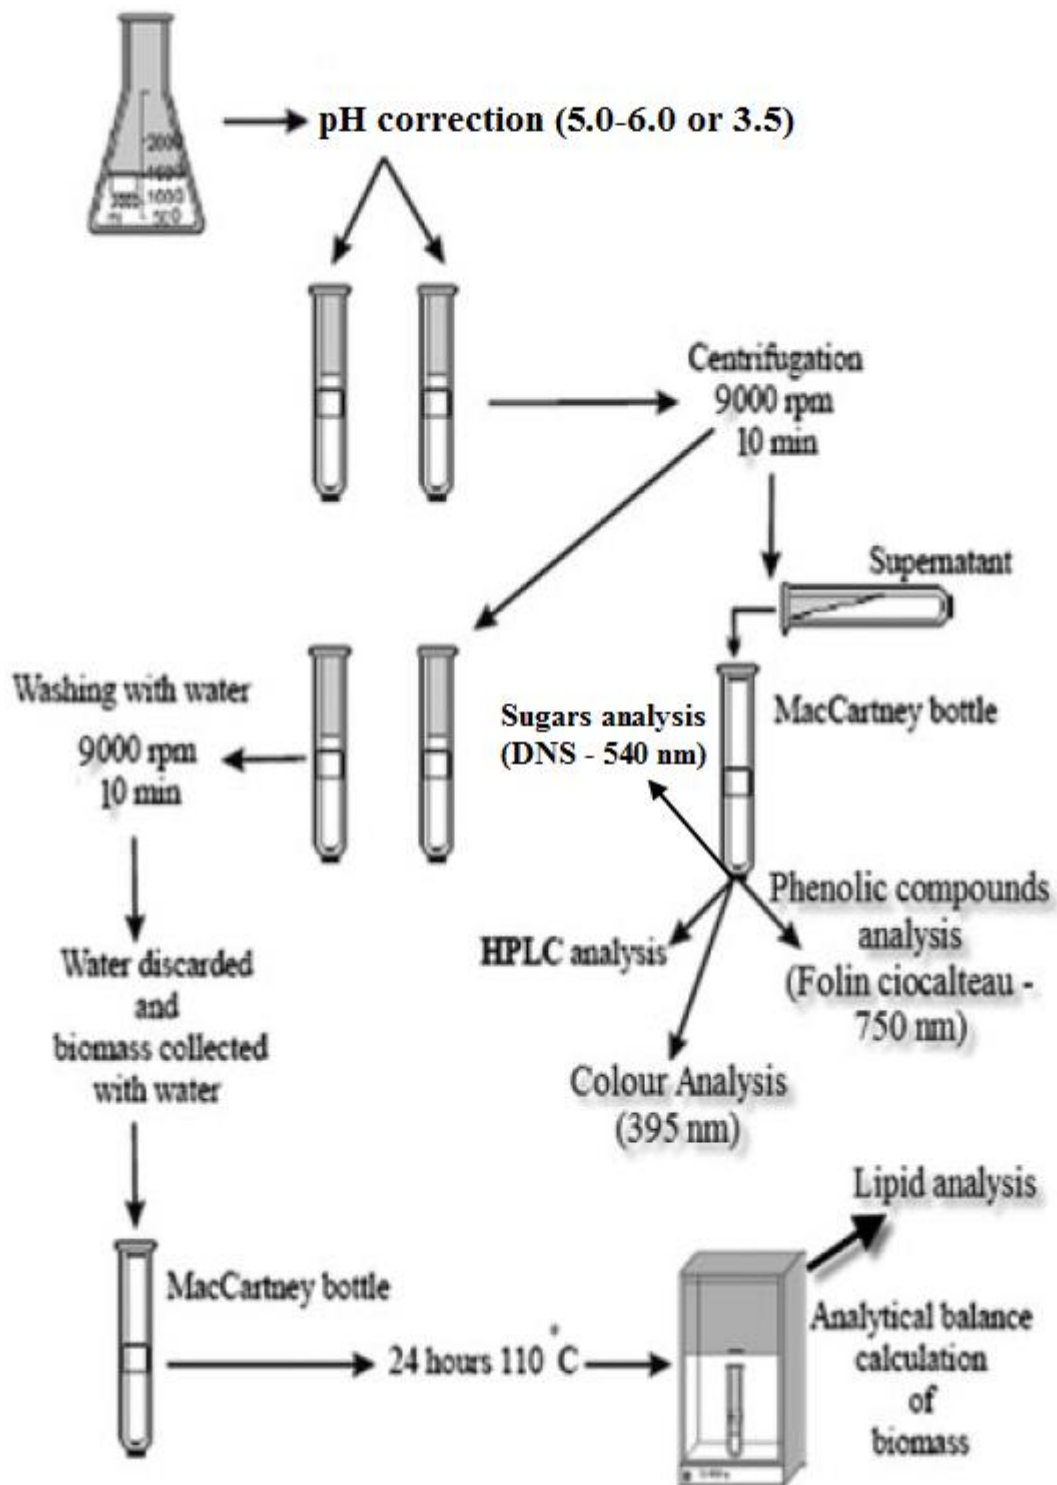 2000
1000
500
pH correction (5.0-6.0 or 3.5)
Centrifugation
9000 rpm
10 min
Supernatant
MacCartney bottle
Washing with water
9000 rpm
10 min
Sugars analysis
(DNS - 540 nm)
Phenolic compounds
analysis
(Folin ciocalteau -
750 nm)
HPLC analysis
Colour Analysis
(395 nm)
Water discarded
and
biomass collected
with water
MacCartney bottle
24 hours 110°C
Lipid analysis
Analytical balance
calculation
of
biomass